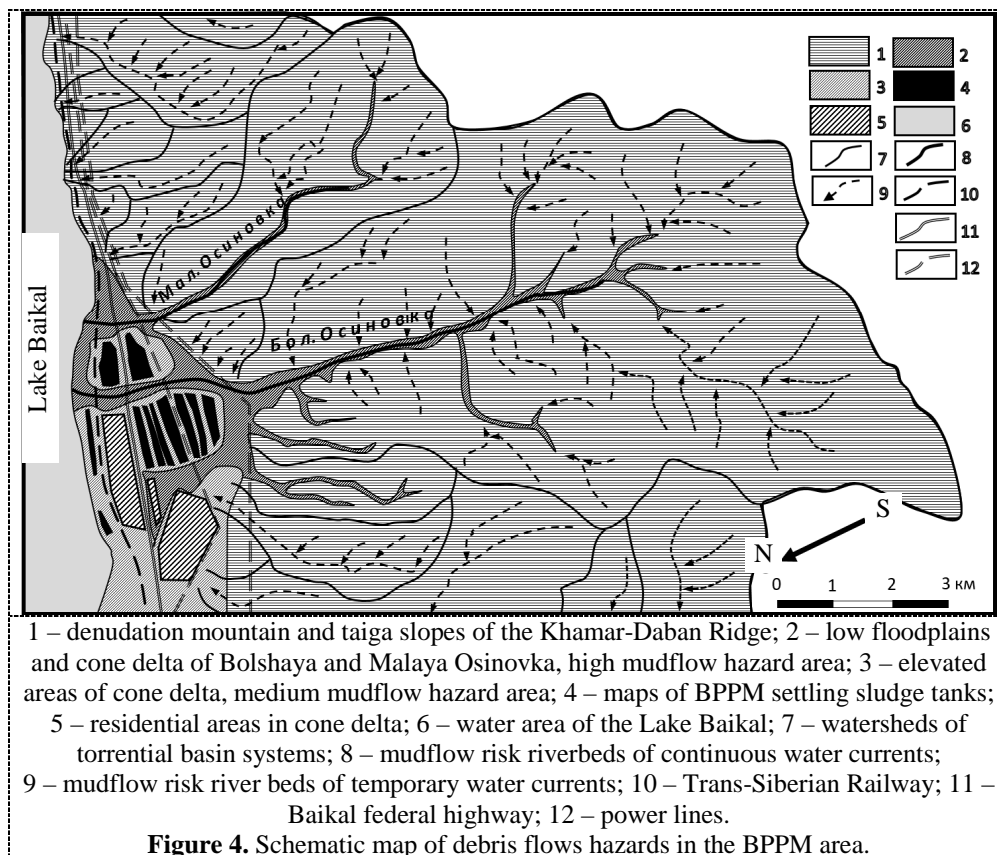 1
2
3
4
5
6
7
8
9
10
11
12
Мал. Осиновка
Бол. Осиновка
Lake Baikal
S
N
0 1 2 3 км
1 – denudation mountain and taiga slopes of the Khamar-Daban Ridge; 2 – low floodplains
and cone delta of Bolshaya and Malaya Osinovka, high mudflow hazard area; 3 – elevated
areas of cone delta, medium mudflow hazard area; 4 – maps of BPPM settling sludge tanks;
5 – residential areas in cone delta; 6 – water area of the Lake Baikal; 7 – watersheds of
torrential basin systems; 8 – mudflow risk riverbeds of continuous water currents;
9 – mudflow risk river beds of temporary water currents; 10 – Trans-Siberian Railway; 11 –
Baikal federal highway; 12 – power lines.
Figure 4. Schematic map of debris flows hazards in the BPPM area.